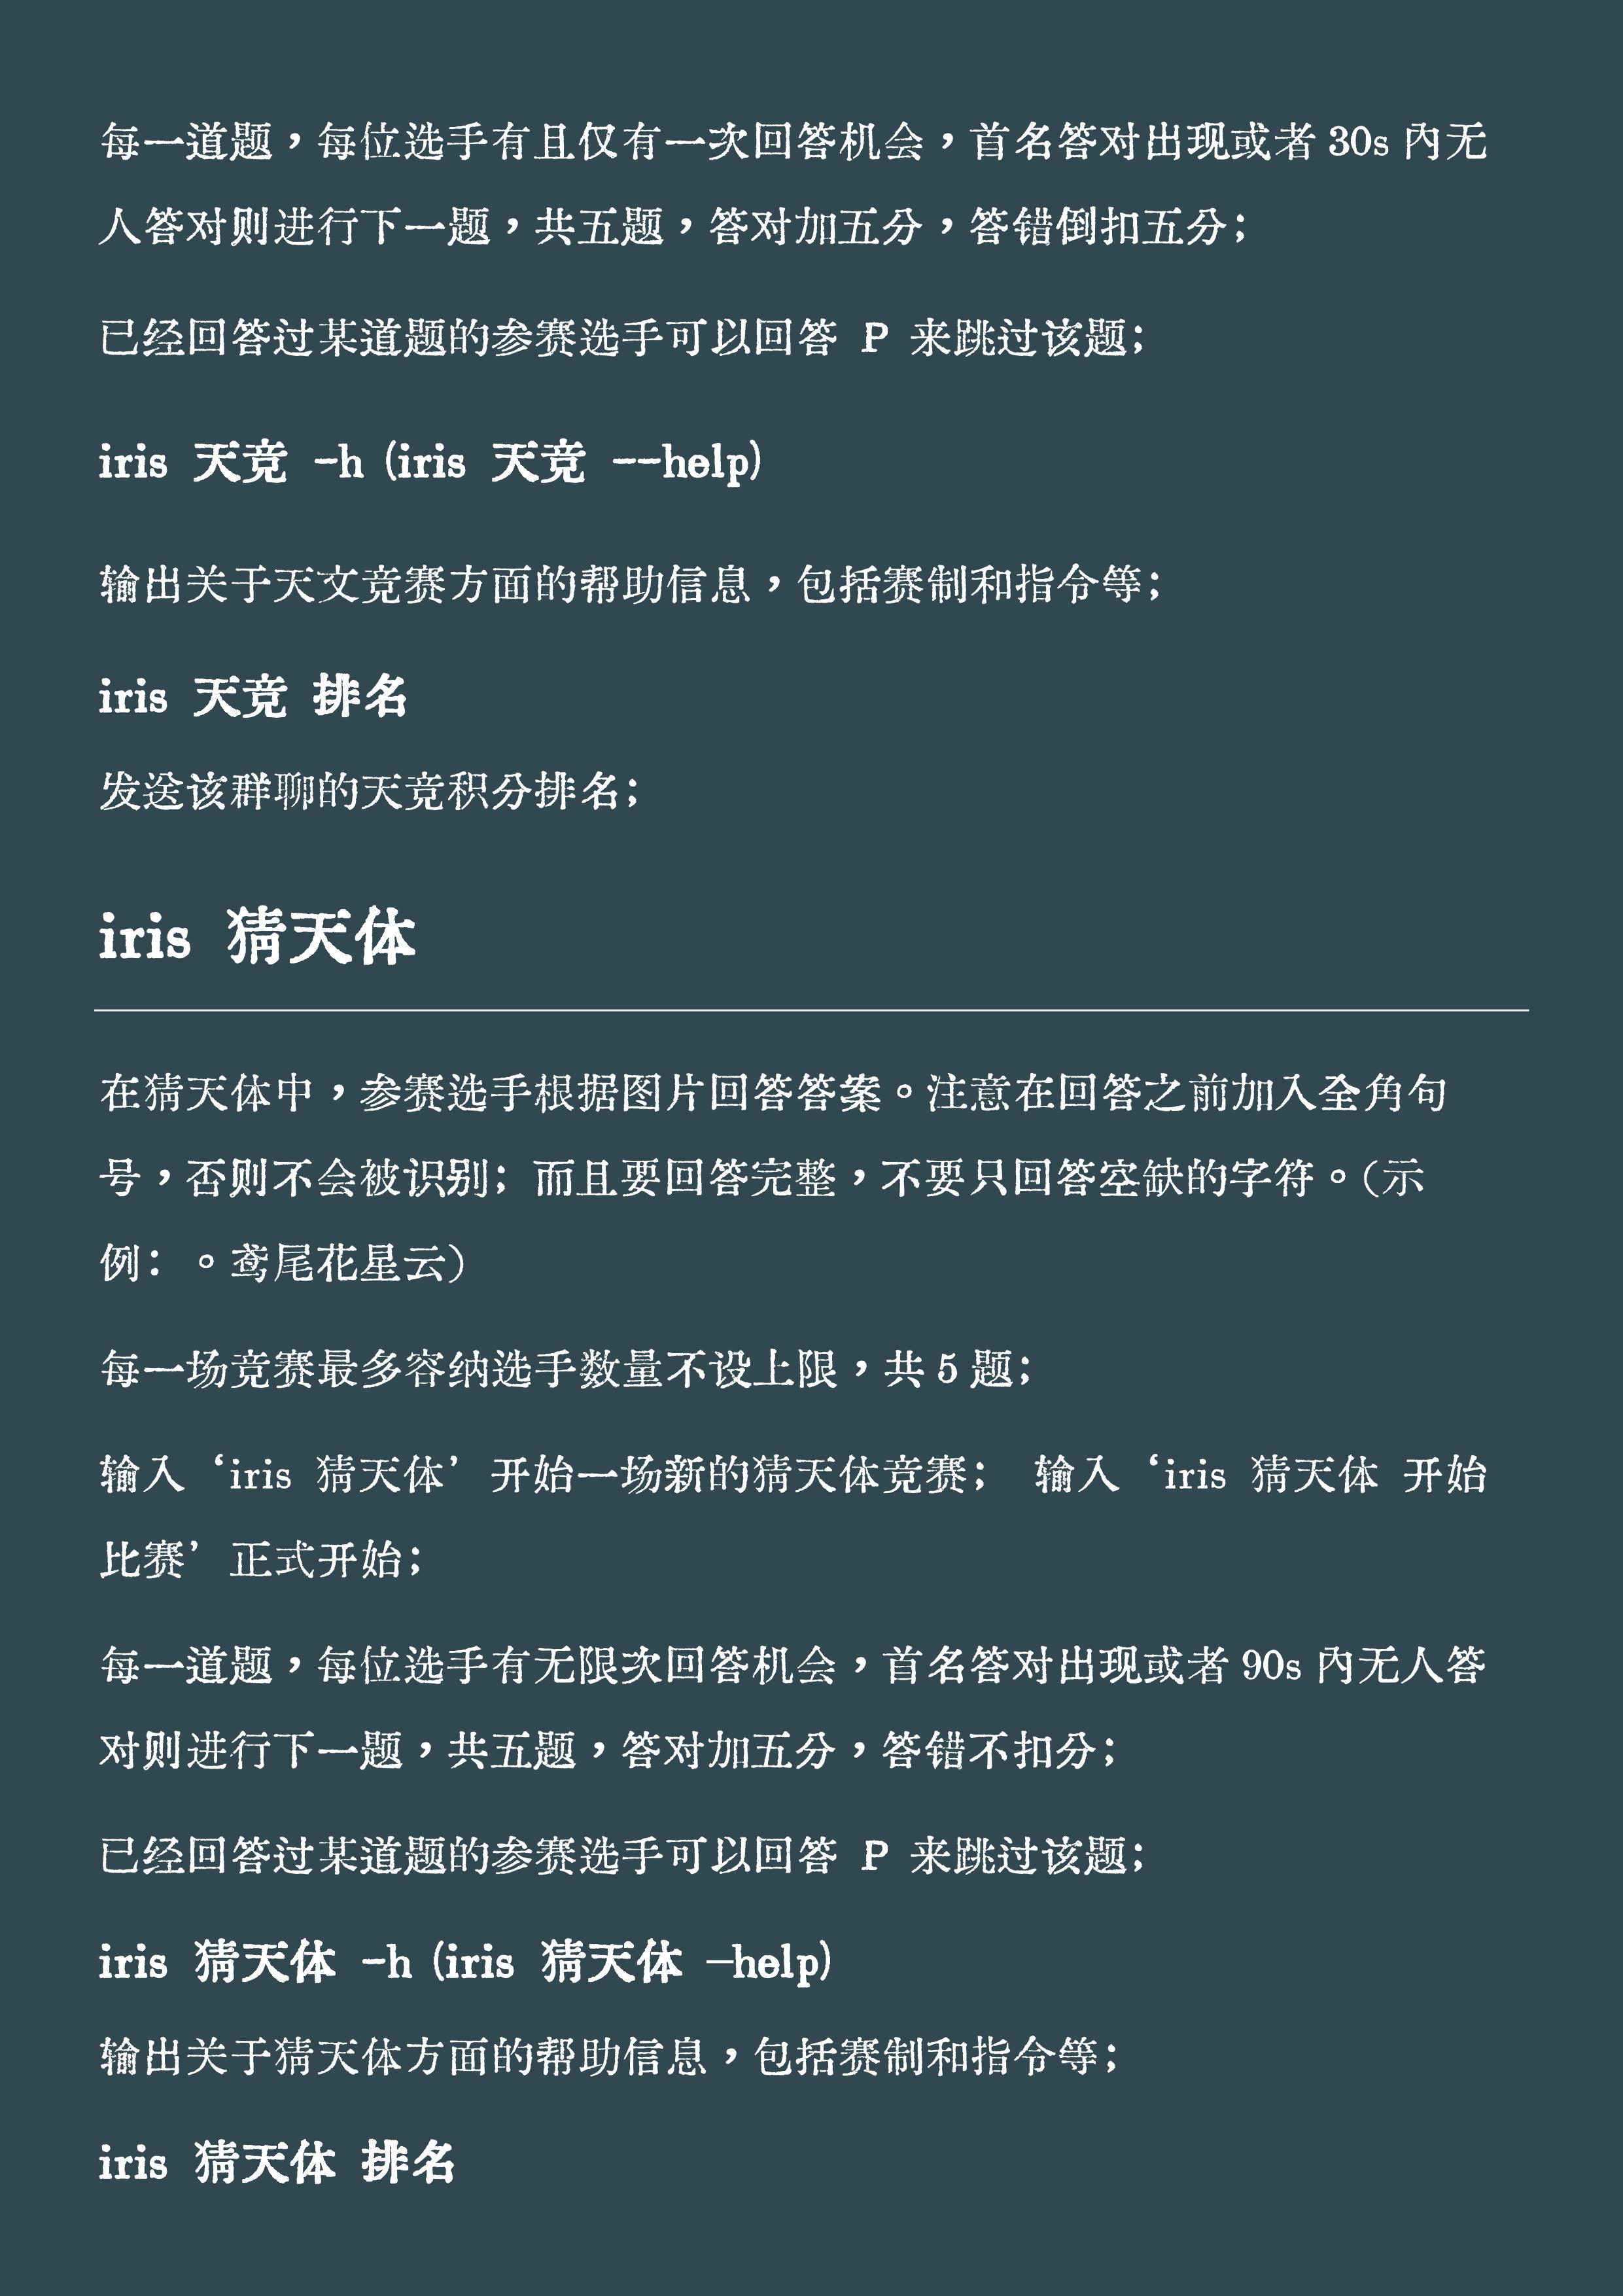 每一道题，每位选手有且仅有一次回答机会，首名答对出现或者 30s 内无
人答对则进行下一题，共五题，答对加五分，答错倒扣五分；
已经回答过某道题的参赛选手可以回答 P 来跳过该题；
iris 天竞 -h (iris 天竞 --help)
输出关于天文竞赛方面的帮助信息，包括赛制和指令等；
iris 天竞 排名
发送该群聊的天竞积分排名；
iris 猜天体
在猜天体中，参赛选手根据图片回答答案。注意在回答之前加入全角句
号，否则不会被识别；而且要回答完整，不要只回答空缺的字符。（示
例：。鸢尾花星云）
每一场竞赛最多容纳选手数量不设上限，共 5 题；
输入‘iris 猜天体’开始一场新的猜天体竞赛； 输入‘iris 猜天体 开始
比赛’正式开始；
每一道题，每位选手有无限次回答机会，首名答对出现或者 90s 内无人答
对则进行下一题，共五题，答对加五分，答错不扣分；
已经回答过某道题的参赛选手可以回答 P 来跳过该题；
iris 猜天体 -h (iris 猜天体 –help)
输出关于猜天体方面的帮助信息，包括赛制和指令等；
iris 猜天体 排名